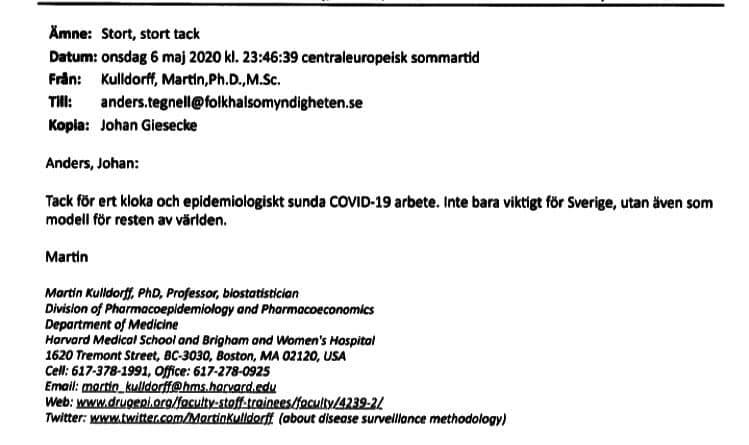 Ämne: Stort, stort tack
Datum: onsdag 6 maj 2020 kl. 23:46:39 centraleuropeisk sommartid
Från: Kulldorff, Martin,Ph.D.,M.Sc.
Till: anders.tegnell@folkhalsomyndigheten.se
Kopia: Johan Giesecke
Anders, Johan:
Tack för ert kloka och epidemiologiskt sunda COVID-19 arbete. Inte bara viktigt för Sverige, utan även som
modell för resten av världen.
Martin
Martin Kulldorff, PhD, Professor, biostatistician
Division of Pharmacoepidemiology and Pharmacoeconomics
Department of Medicine
Harvard Medical School and Brigham and Women's Hospital
1620 Tremont Street, BC-3030, Boston, MA 02120, USA
Cell: 617-378-1991, Office: 617-278-0925
Email: martin_kulldorff@hms.harvard.edu
Web: www.drugepi.org/faculty-staff-trainees/faculty/4239-2/
Twitter: www.twitter.com/MartinKulldorff (about disease surveillance methodology)